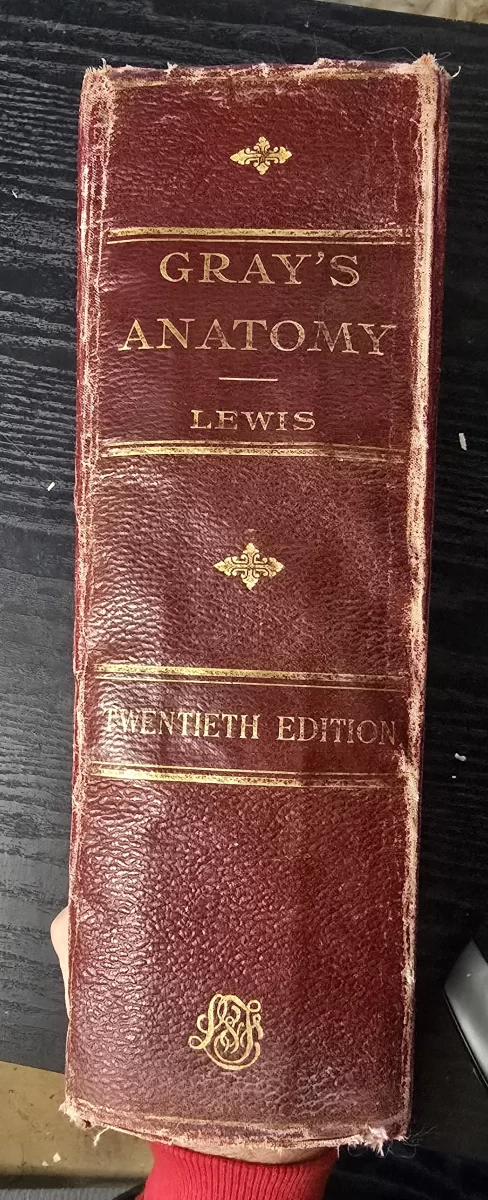 GRAY'S
ANATOMY
LEWIS
TWENTIETH EDITION
L&F